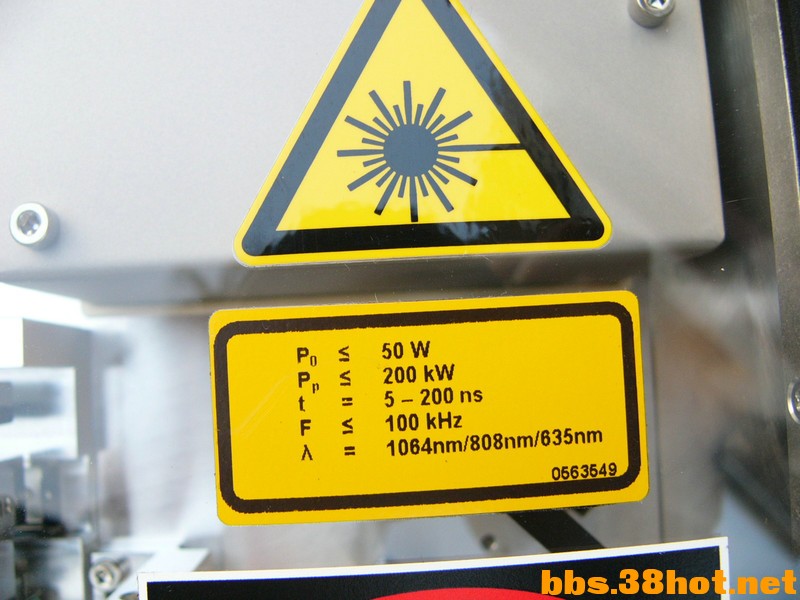 P₀ ≤ 50 W
Pₚ ≤ 200 kW
t = 5 – 200 ns
F ≤ 100 kHz
λ = 1064nm/808nm/635nm
0563549
bbs.38hot.net